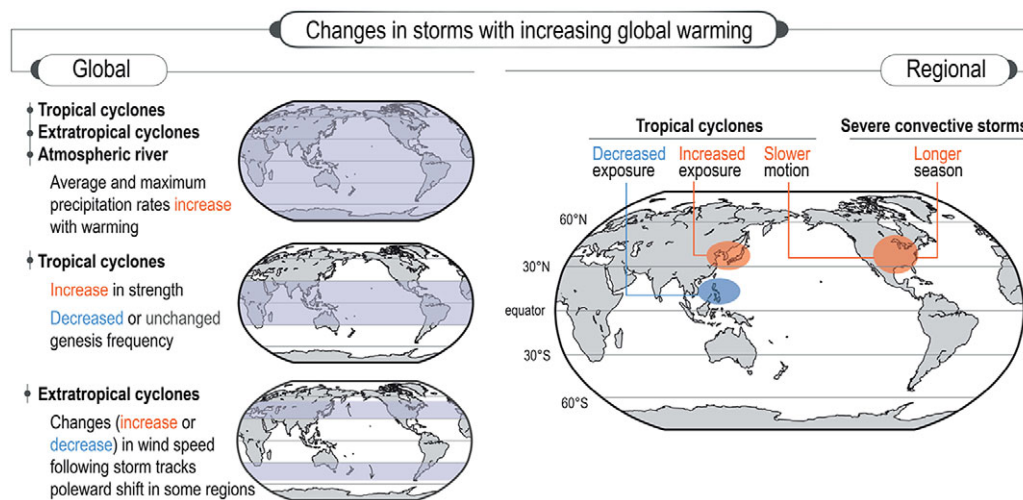 Changes in storms with increasing global warming
Global
Tropical cyclones
Extratropical cyclones
Atmospheric river
Average and maximum
precipitation rates increase
with warming
Tropical cyclones
Increase in strength
Decreased or unchanged
genesis frequency
Extratropical cyclones
Changes (increase or
decrease) in wind speed
following storm tracks
poleward shift in some regions
Regional
Tropical cyclones
Severe convective storms
Decreased
exposure
Increased
exposure
Slower
motion
Longer
season
60°N
30°N
equator
30°S
60°S